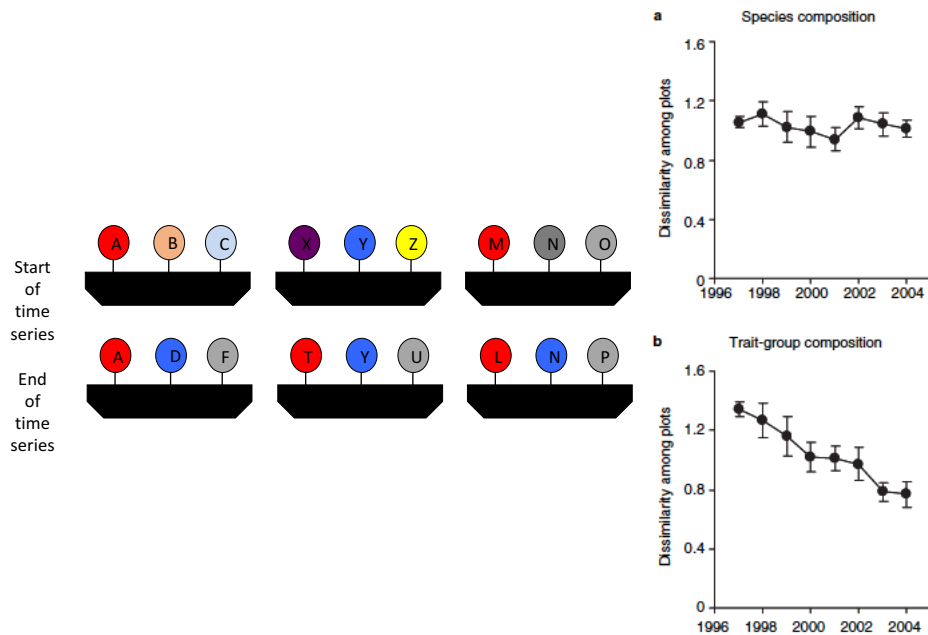 Start
of
time
series
A B C
X Y Z
M N O
End
of
time
series
A D F
T Y U
L N P
a Species composition
Dissimilarity among plots
1.6
1.2
0.8
0.4
0
1996 1998 2000 2002 2004
b Trait-group composition
Dissimilarity among plots
1.6
1.2
0.8
0.4
0
1996 1998 2000 2002 2004